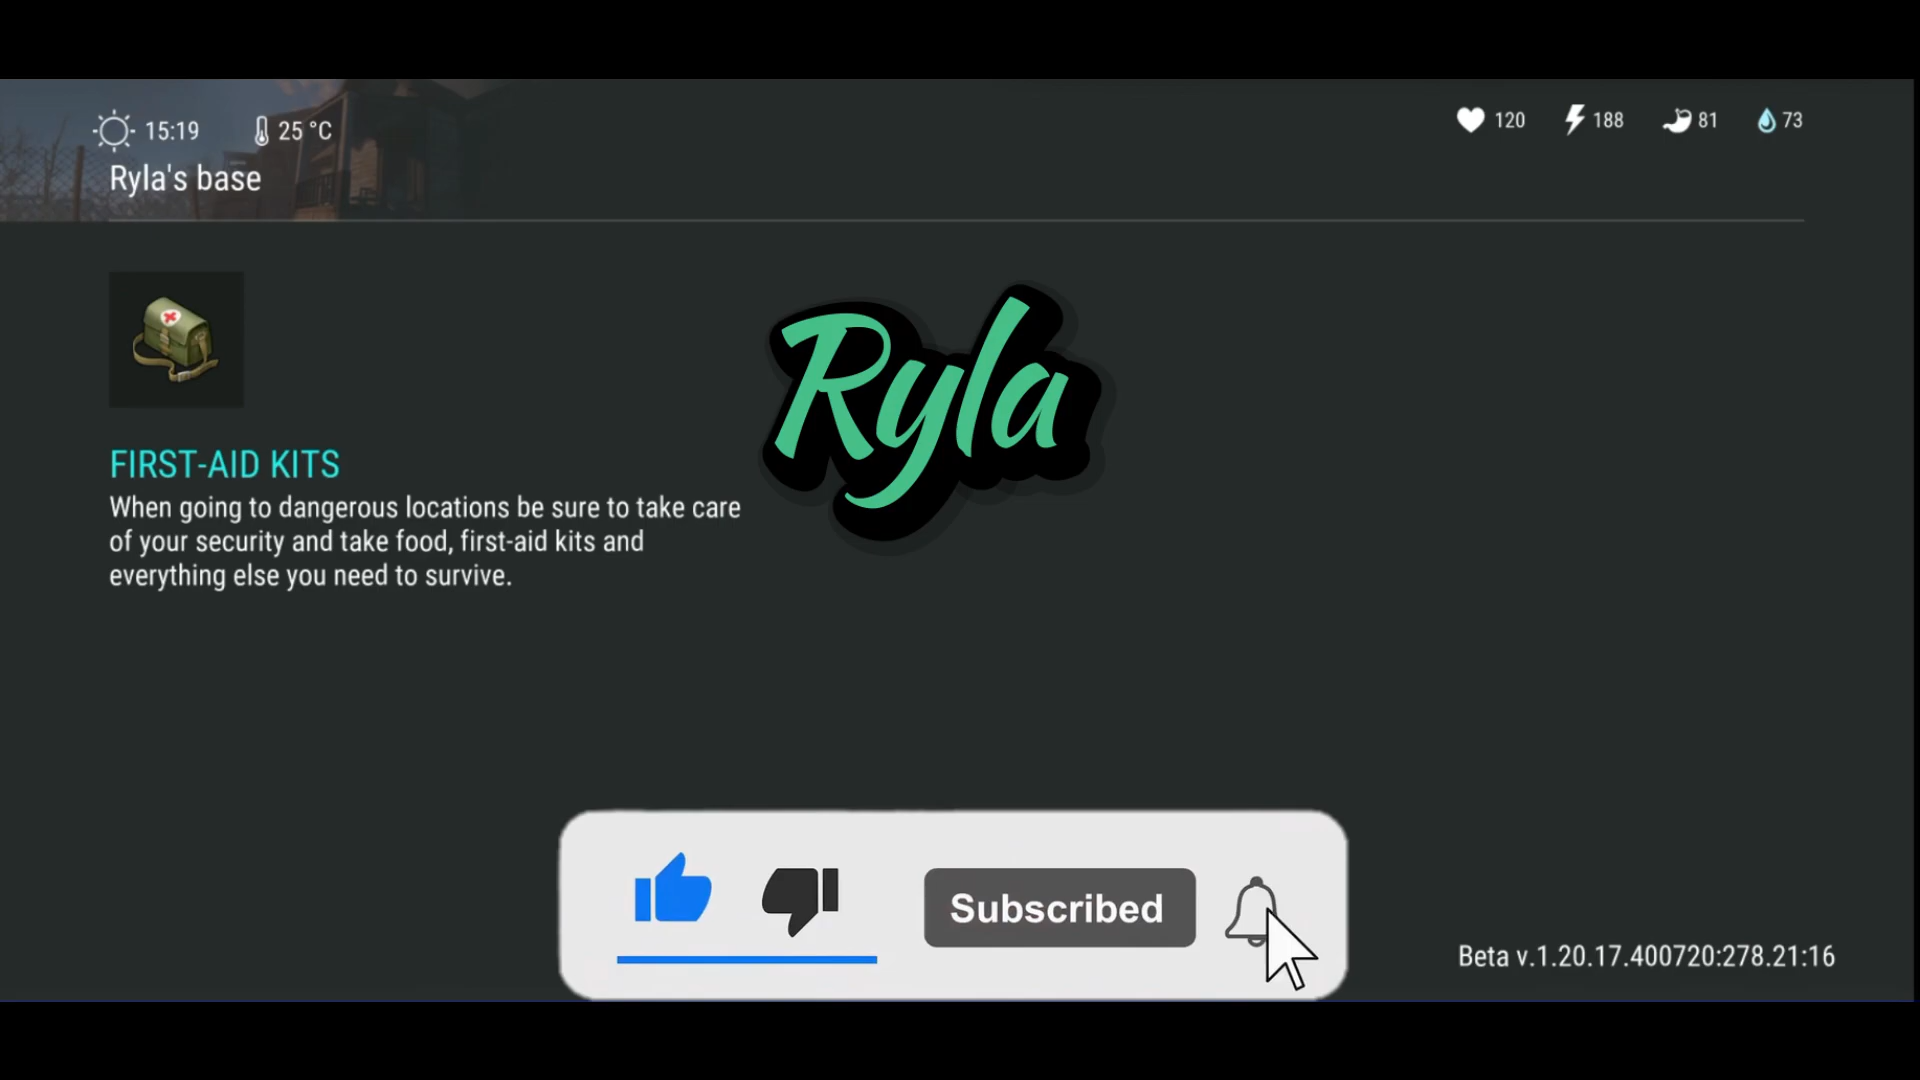 15:19 25 °C
120 188 81 73
Ryla's base
Ryla
FIRST-AID KITS
When going to dangerous locations be sure to take care
of your security and take food, first-aid kits and
everything else you need to survive.
Subscribed
Beta v.1.20.17.400720:278.21:16